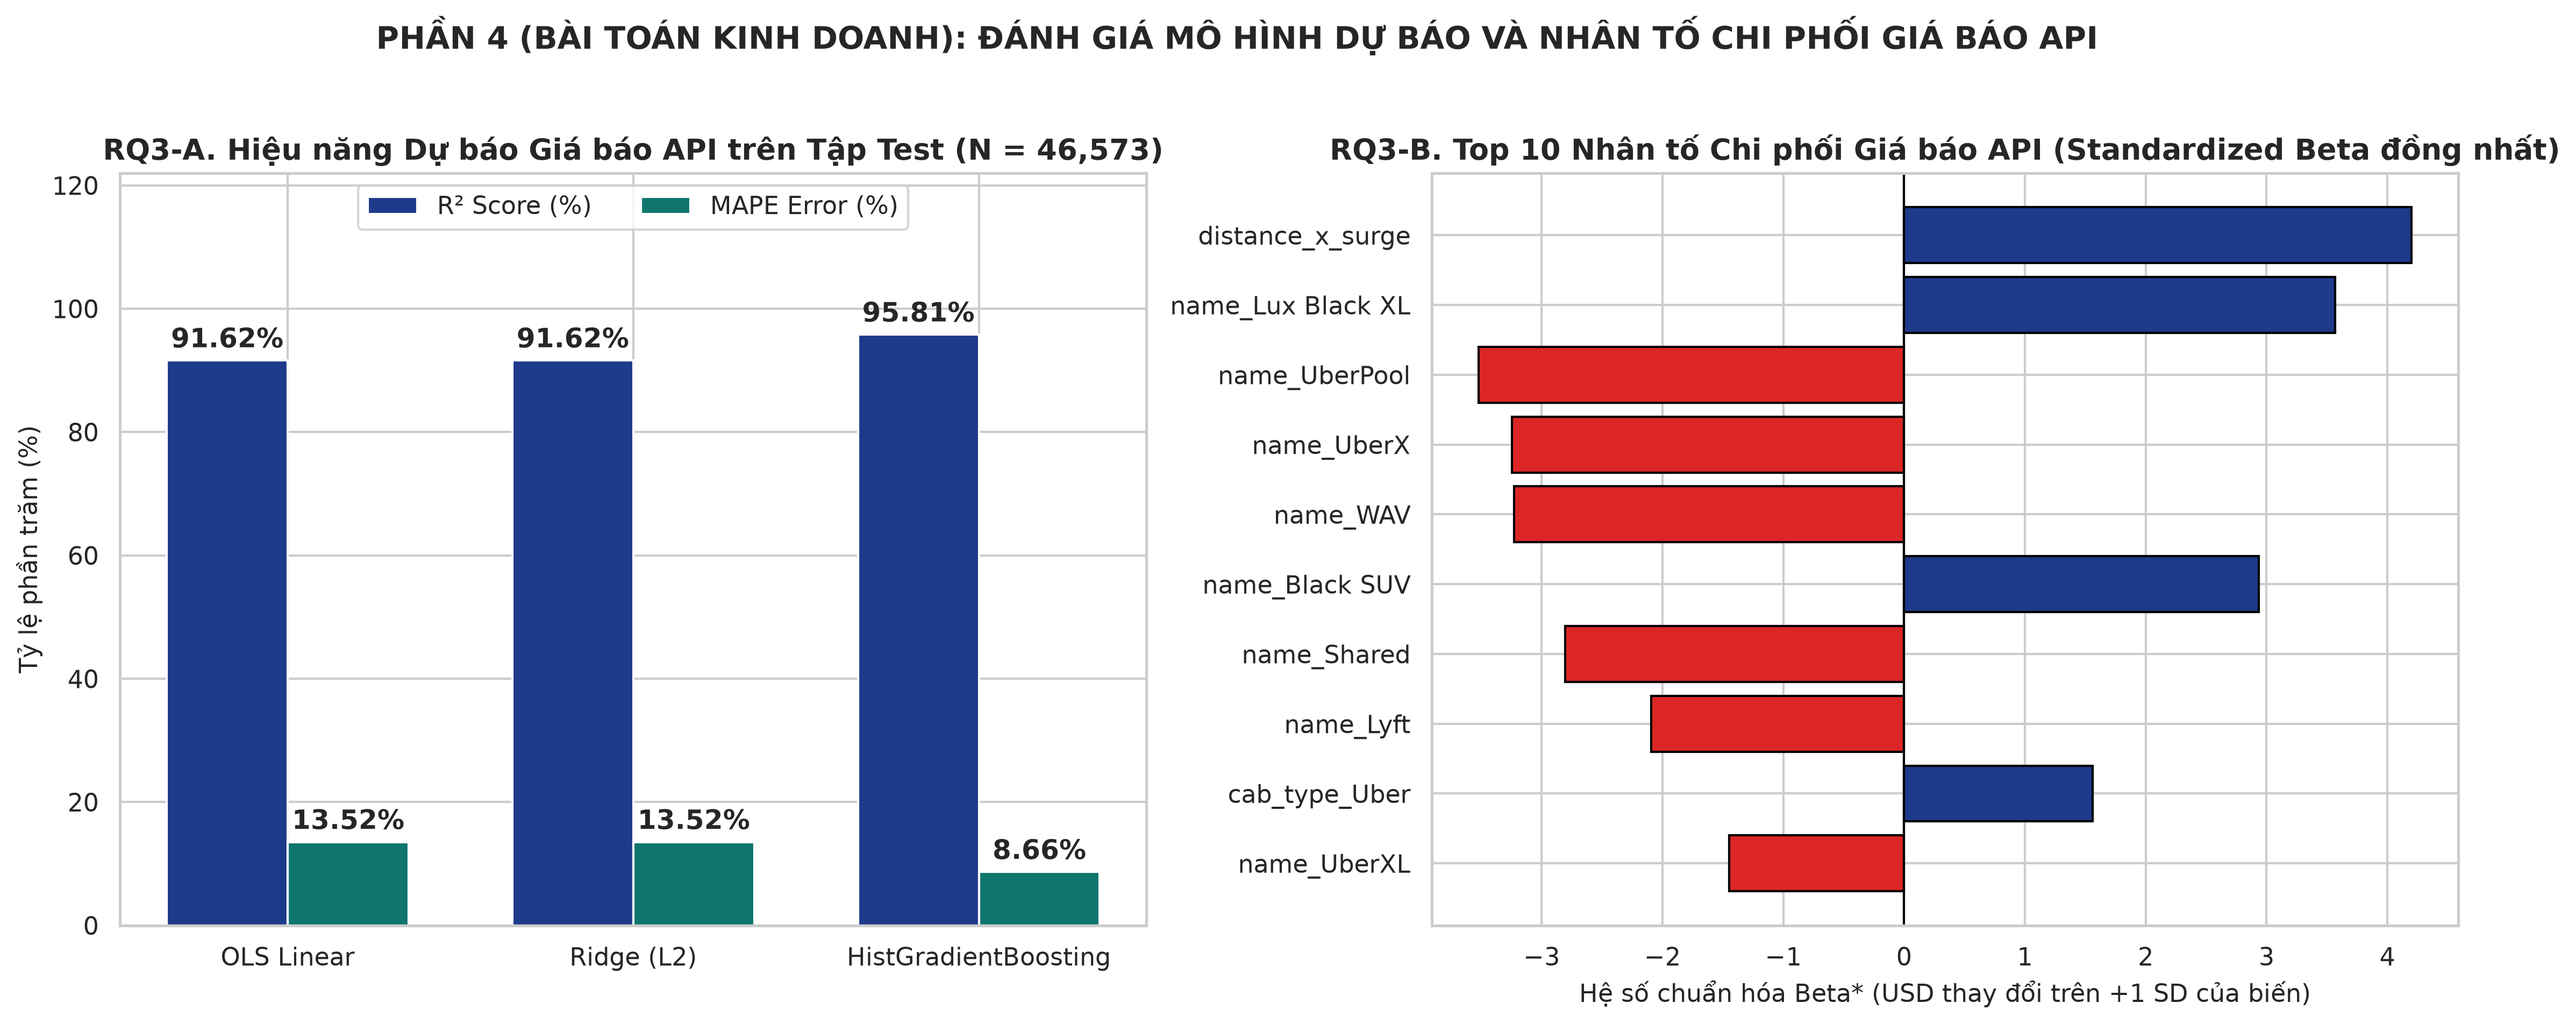 PHẦN 4 (BÀI TOÁN KINH DOANH): ĐÁNH GIÁ MÔ HÌNH DỰ BÁO VÀ NHÂN TỐ CHI PHỐI GIÁ BÁO API
RQ3-A. Hiệu năng Dự báo Giá báo API trên Tập Test (N = 46,573)
R² Score (%)
MAPE Error (%)
Tỷ lệ phần trăm (%)
120
100
80
60
40
20
0
91.62%
13.52%
91.62%
13.52%
95.81%
8.66%
OLS Linear
Ridge (L2)
HistGradientBoosting
RQ3-B. Top 10 Nhân tố Chi phối Giá báo API (Standardized Beta đồng nhất)
distance_x_surge
name_Lux Black XL
name_UberPool
name_UberX
name_WAV
name_Black SUV
name_Shared
name_Lyft
cab_type_Uber
name_UberXL
−3
−2
−1
0
1
2
3
4
Hệ số chuẩn hóa Beta* (USD thay đổi trên +1 SD của biến)